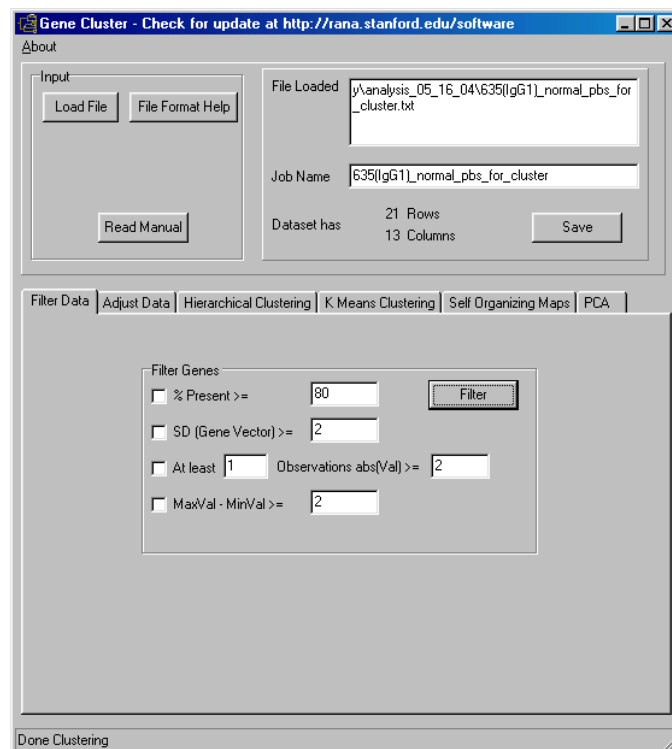 Gene Cluster - Check for update at http://rana.stanford.edu/software
About
Input
Load File
File Format Help
Read Manual
File Loaded
y\analysis_05_16_04\635(IgG1)_normal_pbs_for
_cluster.txt
Job Name
635(IgG1)_normal_pbs_for_cluster
Dataset has
21 Rows
13 Columns
Save
Filter Data
Adjust Data
Hierarchical Clustering
K Means Clustering
Self Organizing Maps
PCA
Filter Genes
% Present >= 80
Filter
SD (Gene Vector) >= 2
At least 1 Observations abs(Val) >= 2
MaxVal - MinVal >= 2
Done Clustering